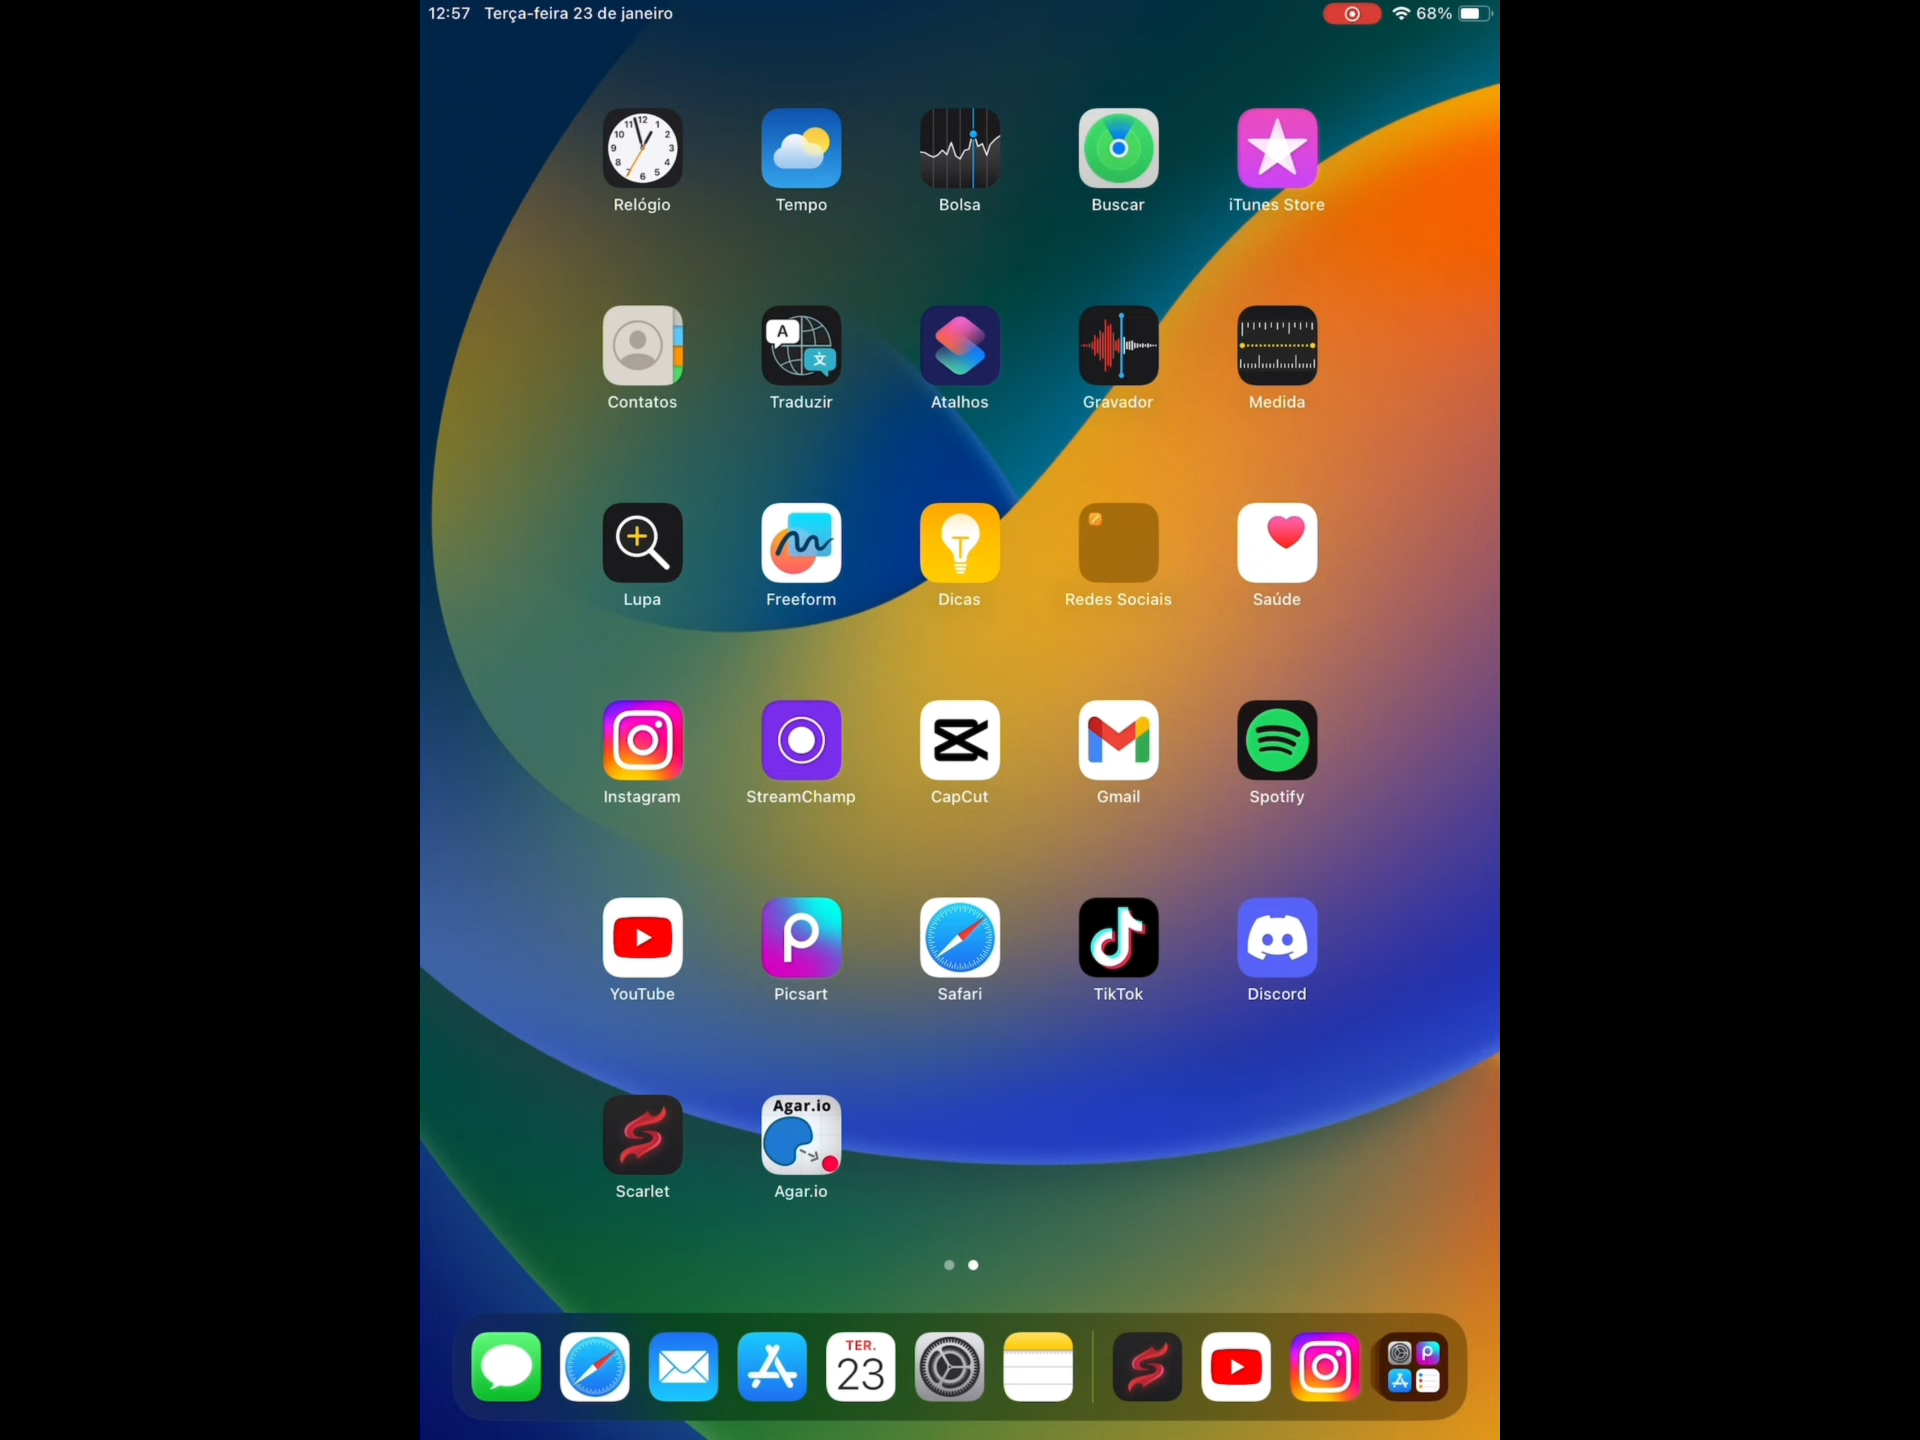 12:57 Terça-feira 23 de janeiro
68%
Relógio
Tempo
Bolsa
Buscar
iTunes Store
Contatos
Traduzir
Atalhos
Gravador
Medida
Lupa
Freeform
Dicas
Redes Sociais
Saúde
Instagram
StreamChamp
CapCut
Gmail
Spotify
YouTube
Picsart
Safari
TikTok
Discord
Agar.io
Scarlet
Agar.io
TER.
23